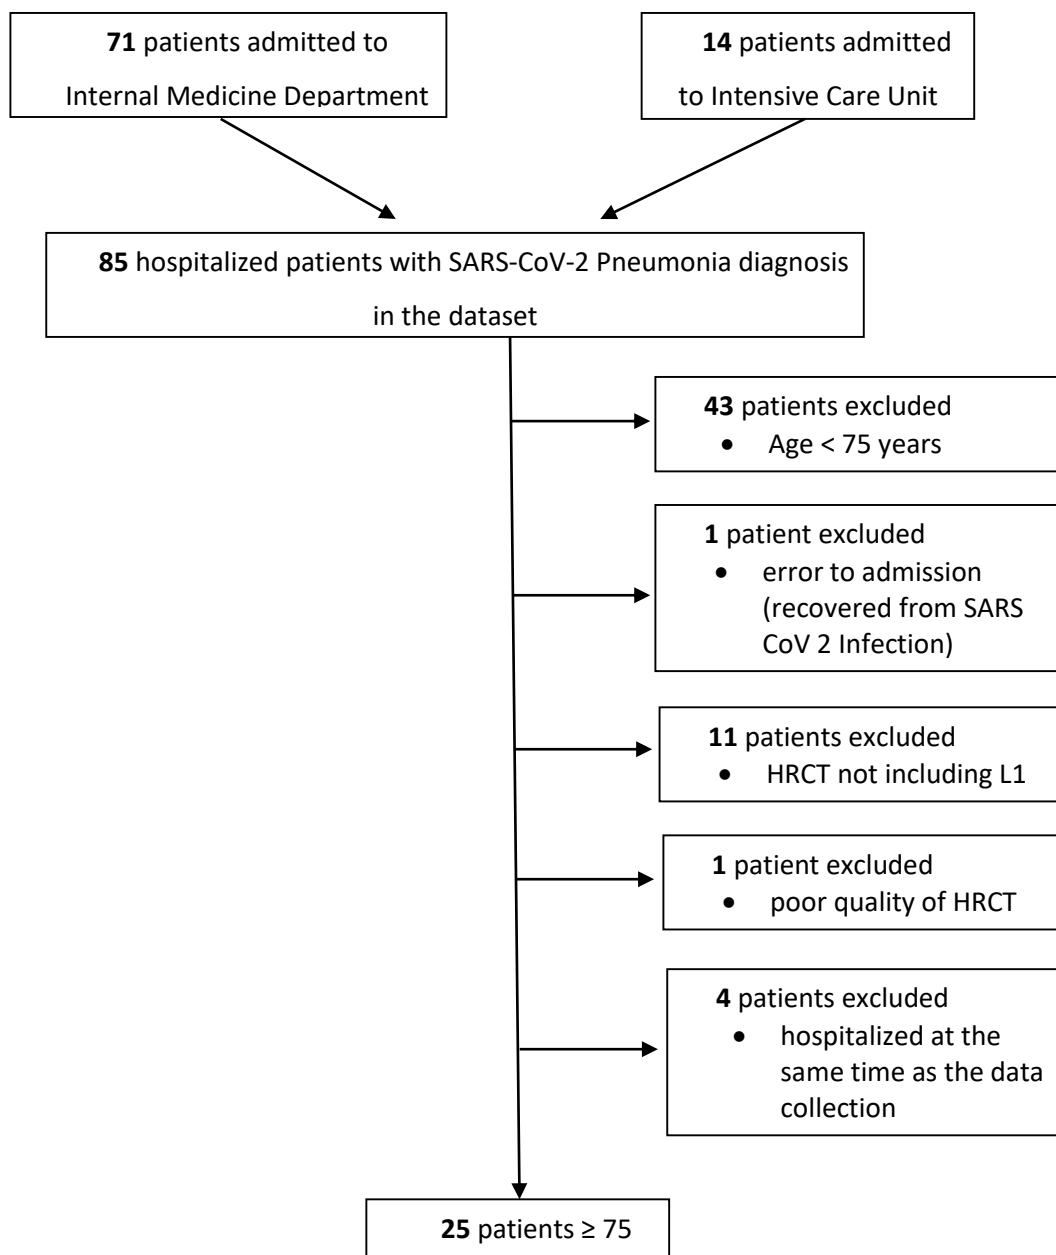 71 patients admitted to
Internal Medicine Department
14 patients admitted
to Intensive Care Unit
85 hospitalized patients with SARS-CoV-2 Pneumonia diagnosis
in the dataset
43 patients excluded
• Age < 75 years
1 patient excluded
• error to admission
(recovered from SARS
CoV 2 Infection)
11 patients excluded
• HRCT not including L1
1 patient excluded
• poor quality of HRCT
4 patients excluded
• hospitalized at the
same time as the data
collection
25 patients ≥ 75